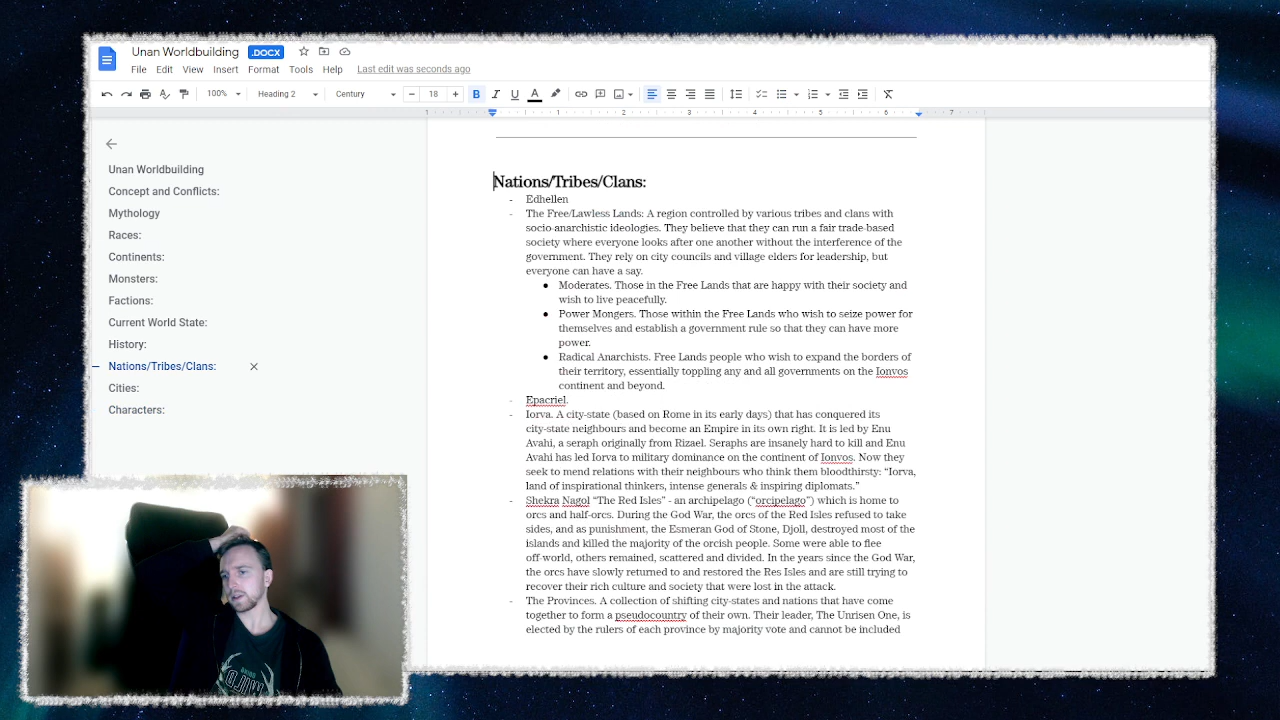 Unan Worldbuilding .DOCX
File Edit View Insert Format Tools Help Last edit was seconds ago
100% Heading 2 Century 18 B I U A
1 1 2 3 4 5 6 7
Unan Worldbuilding
Concept and Conflicts:
Mythology
Races:
Continents:
Monsters:
Factions:
Current World State:
History:
Nations/Tribes/Clans:
Cities:
Characters:
Nations/Tribes/Clans:
- Edhellen
- The Free/Lawless Lands: A region controlled by various tribes and clans with
socio-anarchistic ideologies. They believe that they can run a fair trade-based
society where everyone looks after one another without the interference of the
government. They rely on city councils and village elders for leadership, but
everyone can have a say.
● Moderates. Those in the Free Lands that are happy with their society and
wish to live peacefully.
● Power Mongers. Those within the Free Lands who wish to seize power for
themselves and establish a government rule so that they can have more
power.
● Radical Anarchists. Free Lands people who wish to expand the borders of
their territory, essentially toppling any and all governments on the Ionvos
continent and beyond.
- Epacriel.
- Iorva. A city-state (based on Rome in its early days) that has conquered its
city-state neighbours and become an Empire in its own right. It is led by Enu
Avahi, a seraph originally from Rizael. Seraphs are insanely hard to kill and Enu
Avahi has led Iorva to military dominance on the continent of Ionvos. Now they
seek to mend relations with their neighbours who think them bloodthirsty: “Iorva,
land of inspirational thinkers, intense generals & inspiring diplomats.”
- Shekra Nagol “The Red Isles” - an archipelago (“orcipelago”) which is home to
orcs and half-orcs. During the God War, the orcs of the Red Isles refused to take
sides, and as punishment, the Esmeran God of Stone, Djoll, destroyed most of the
islands and killed the majority of the orcish people. Some were able to flee
off-world, others remained, scattered and divided. In the years since the God War,
the orcs have slowly returned to and restored the Res Isles and are still trying to
recover their rich culture and society that were lost in the attack.
- The Provinces. A collection of shifting city-states and nations that have come
together to form a pseudocountry of their own. Their leader, The Unrisen One, is
elected by the rulers of each province by majority vote and cannot be included